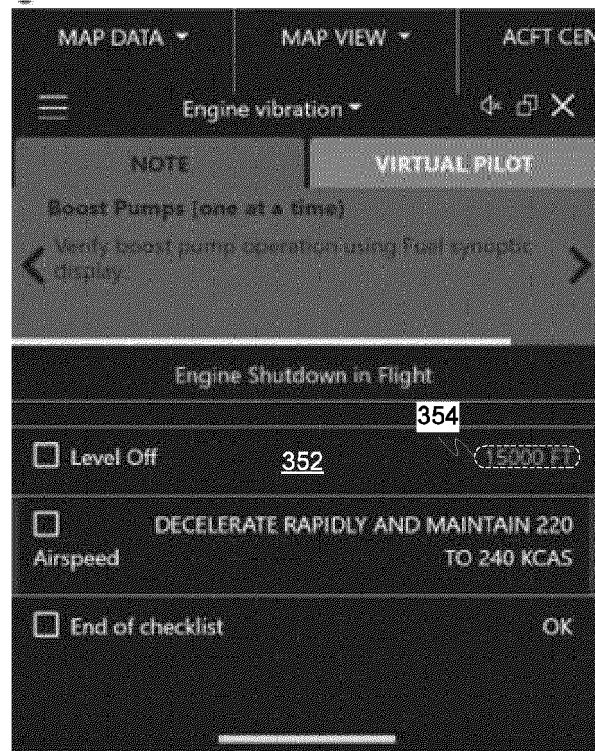 MAP DATA
MAP VIEW
ACFT CEN
Engine vibration
NOTE
VIRTUAL PILOT
Boost Pumps (one at a time)
Verify boost pump operation using Fuel synoptic
display.
Engine Shutdown in Flight
354
Level Off
352
15000 FT
DECELERATE RAPIDLY AND MAINTAIN 220
Airspeed
TO 240 KCAS
End of checklist
OK